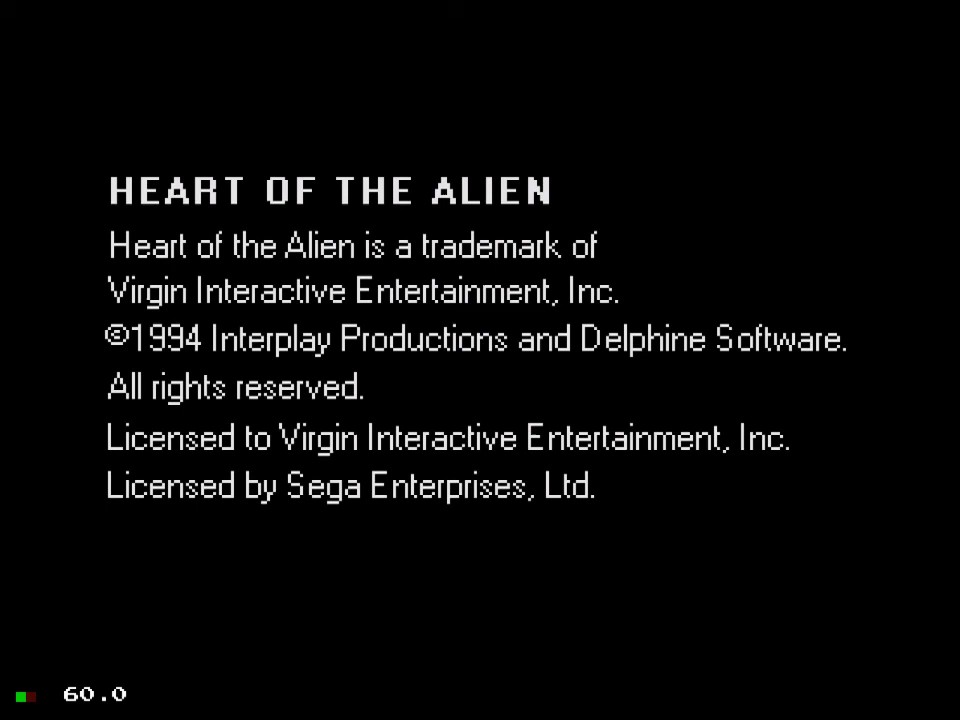 HEART OF THE ALIEN
Heart of the Alien is a trademark of
Virgin Interactive Entertainment, Inc.
©1994 Interplay Productions and Delphine Software.
All rights reserved.
Licensed to Virgin Interactive Entertainment, Inc.
Licensed by Sega Enterprises, Ltd.
60.0